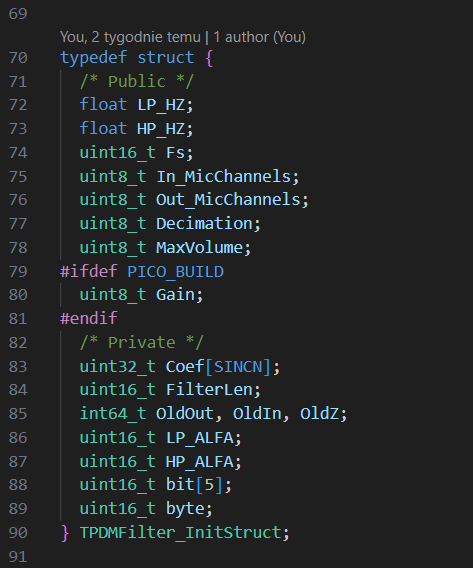 69
You, 2 tygodnie temu | 1 author (You)
70 typedef struct {
71 /* Public */
72 float LP_HZ;
73 float HP_HZ;
74 uint16_t Fs;
75 uint8_t In_MicChannels;
76 uint8_t Out_MicChannels;
77 uint8_t Decimation;
78 uint8_t MaxVolume;
79 #ifdef PICO_BUILD
80 uint8_t Gain;
81 #endif
82 /* Private */
83 uint32_t Coef[SINCN];
84 uint16_t FilterLen;
85 int64_t OldOut, OldIn, OldZ;
86 uint16_t LP_ALFA;
87 uint16_t HP_ALFA;
88 uint16_t bit[5];
89 uint16_t byte;
90 } TPDMFilter_InitStruct;
91